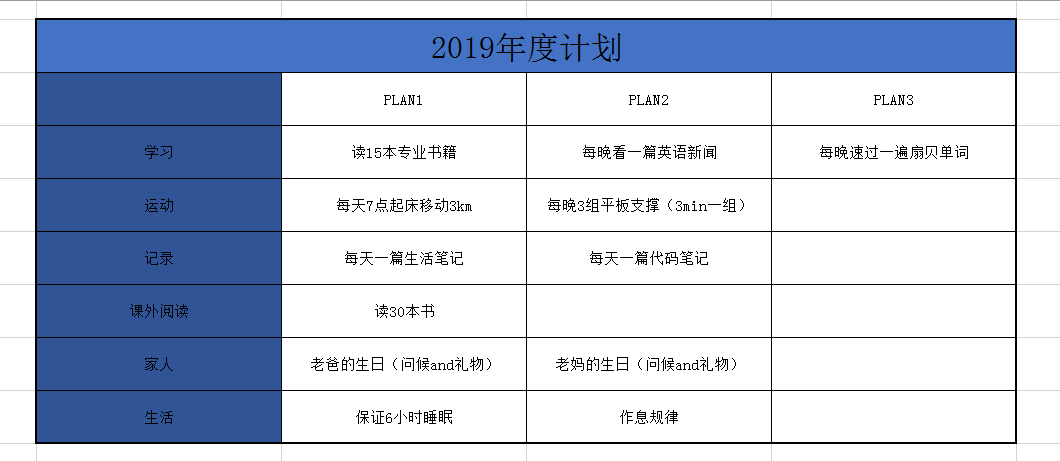 2019年度计划
PLAN1 PLAN2 PLAN3
学习 读15本专业书籍 每晚看一篇英语新闻 每晚速过一遍扇贝单词
运动 每天7点起床移动3km 每晚3组平板支撑（3min一组）
记录 每天一篇生活笔记 每天一篇代码笔记
课外阅读 读30本书
家人 老爸的生日（问候and礼物） 老妈的生日（问候and礼物）
生活 保证6小时睡眠 作息规律